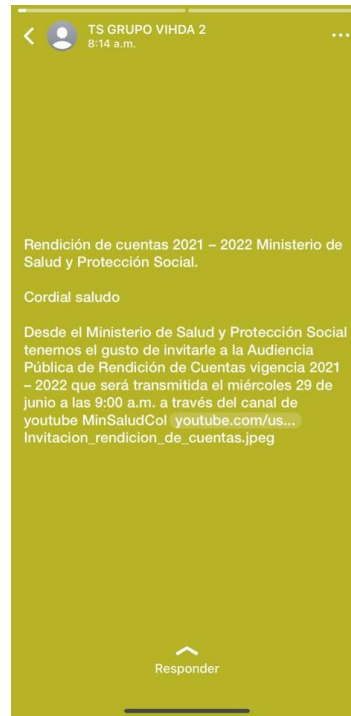 TS GRUPO VIHDA 2
8:14 a.m.
Rendición de cuentas 2021 – 2022 Ministerio de
Salud y Protección Social.
Cordial saludo
Desde el Ministerio de Salud y Protección Social
tenemos el gusto de invitarle a la Audiencia
Pública de Rendición de Cuentas vigencia 2021
– 2022 que será transmitida el miércoles 29 de
junio a las 9:00 a.m. a través del canal de
youtube MinSaludCol youtube.com/us...
Invitacion_rendicion_de_cuentas.jpeg
Responder